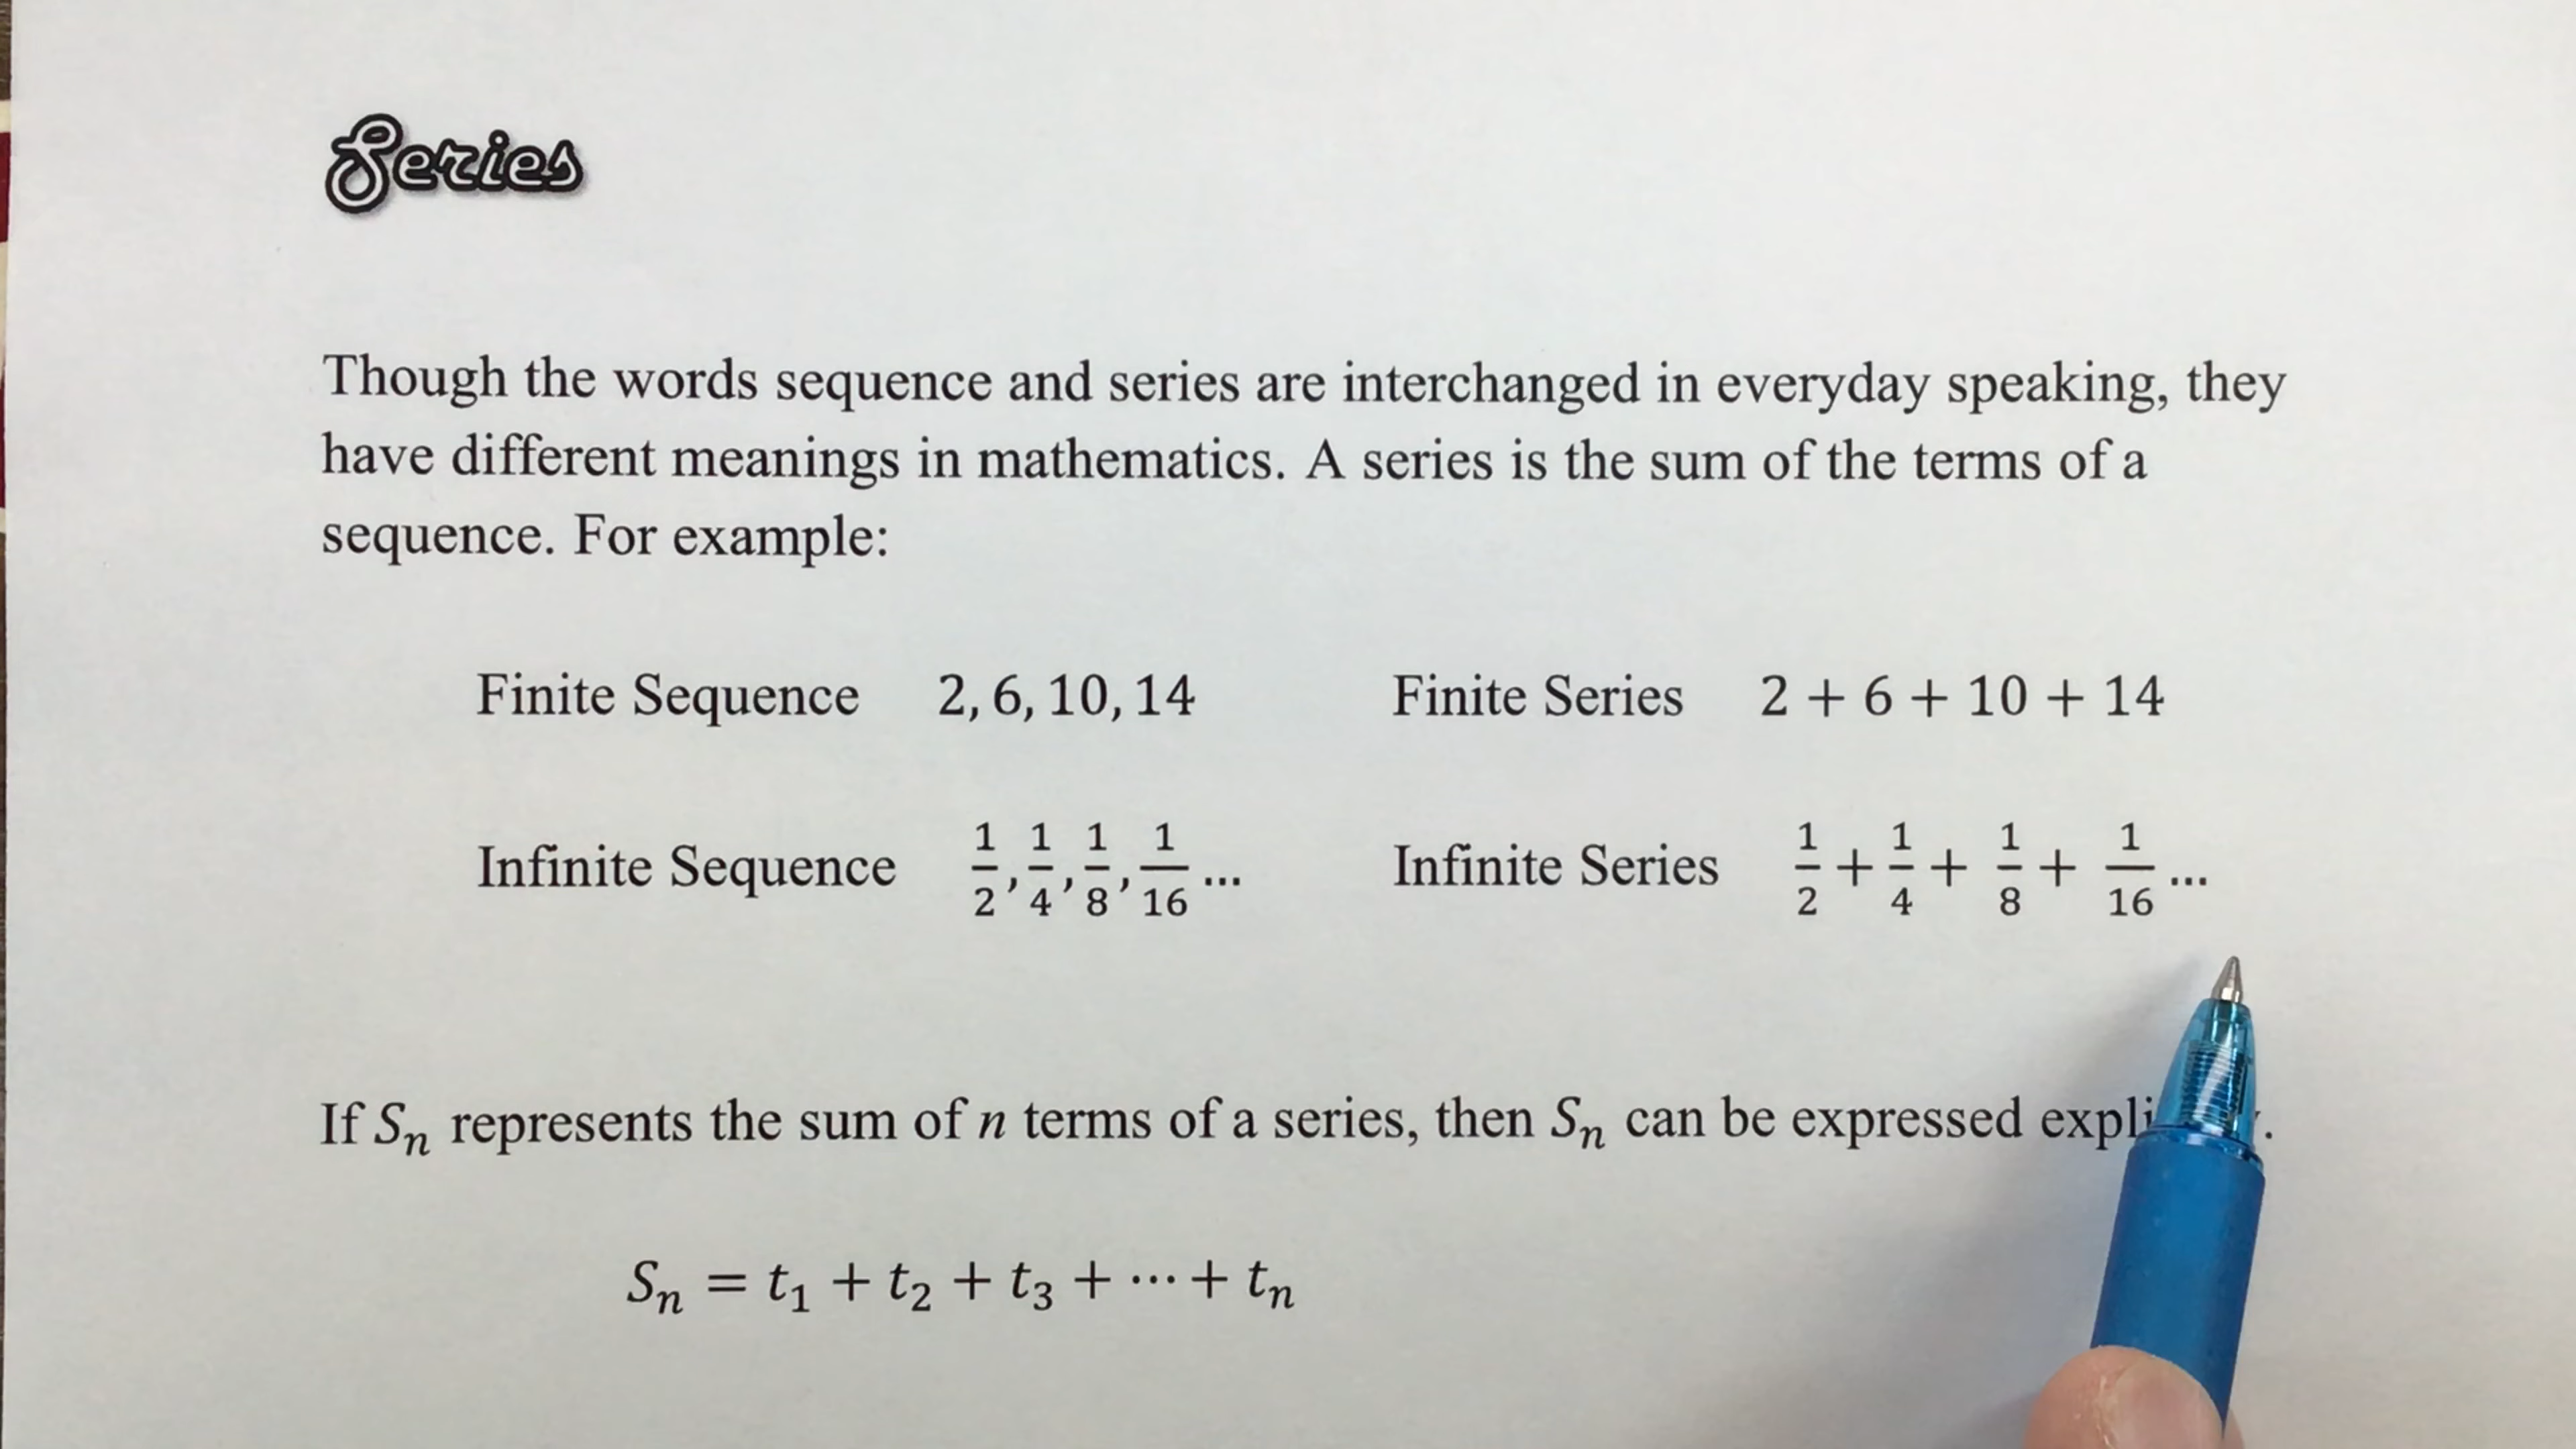 Series
Though the words sequence and series are interchanged in everyday speaking, they
have different meanings in mathematics. A series is the sum of the terms of a
sequence. For example:
Finite Sequence 2, 6, 10, 14 Finite Series 2 + 6 + 10 + 14
Infinite Sequence 1/2, 1/4, 1/8, 1/16 ... Infinite Series 1/2 + 1/4 + 1/8 + 1/16 ...
If Sₙ represents the sum of n terms of a series, then Sₙ can be expressed
Sₙ = t₁ + t₂ + t₃ + ⋯ + tₙ